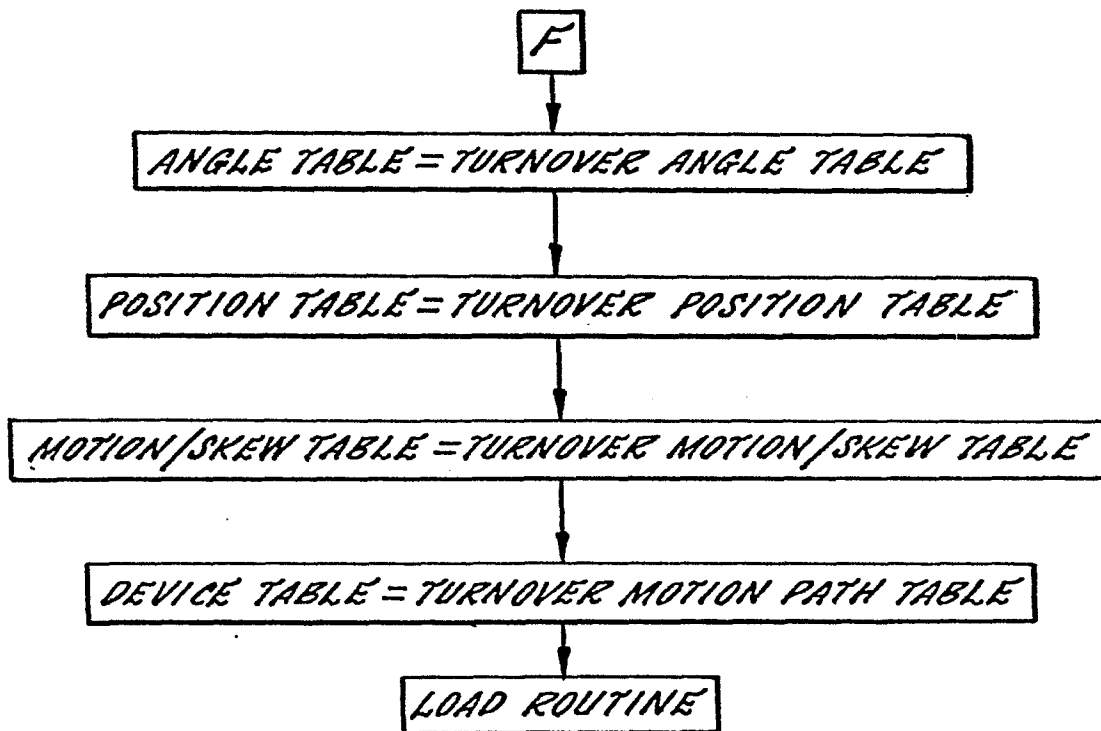 F
ANGLE TABLE = TURNOVER ANGLE TABLE
POSITION TABLE = TURNOVER POSITION TABLE
MOTION/SKEW TABLE = TURNOVER MOTION/SKEW TABLE
DEVICE TABLE = TURNOVER MOTION PATH TABLE
LOAD ROUTINE